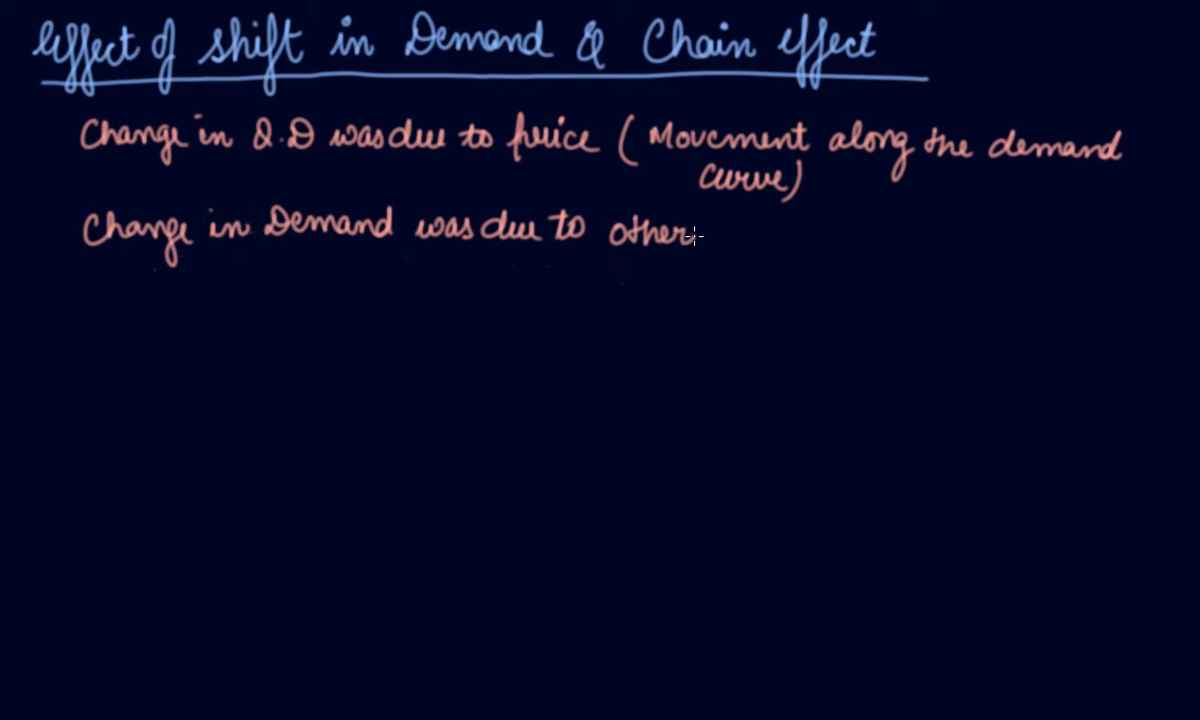 Effect of shift in Demand & Chain effect
Change in Q.D was due to price ( Movement along the demand
curve)
Change in Demand was due to other